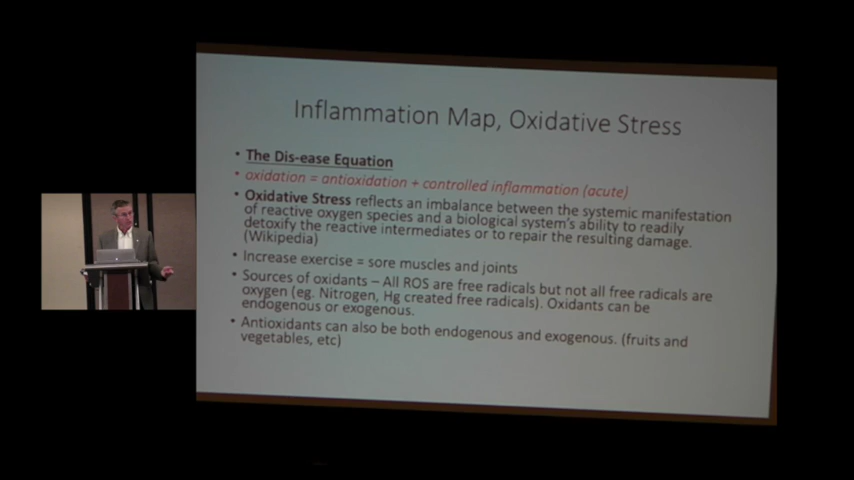 Inflammation Map, Oxidative Stress
• The Dis-ease Equation
• oxidation = antioxidation + controlled inflammation (acute)
• Oxidative Stress reflects an imbalance between the systemic manifestation
of reactive oxygen species and a biological system's ability to readily
detoxify the reactive intermediates or to repair the resulting damage.
(Wikipedia)
• Increase exercise = sore muscles and joints
• Sources of oxidants – All ROS are free radicals but not all free radicals are
oxygen (eg. Nitrogen, Hg created free radicals). Oxidants can be
endogenous or exogenous.
• Antioxidants can also be both endogenous and exogenous. (fruits and
vegetables, etc)